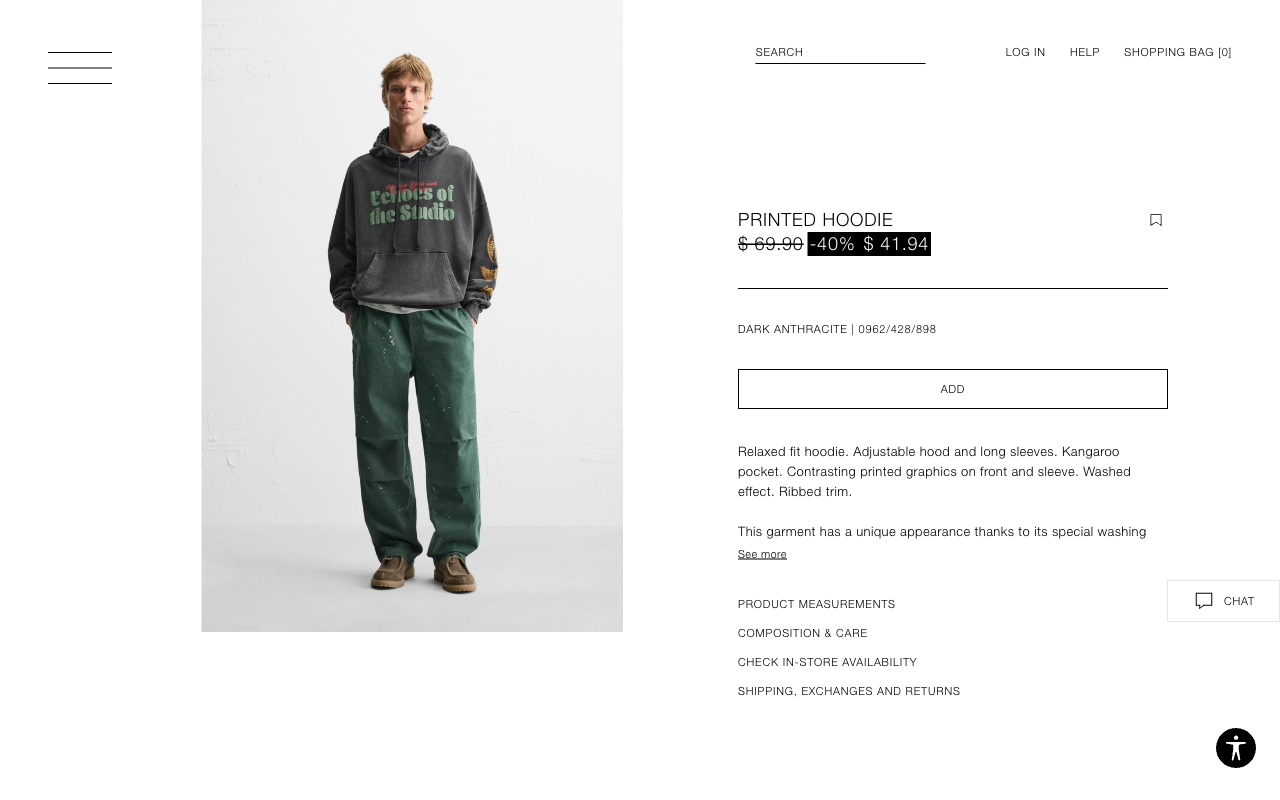 SEARCH
LOG IN
HELP
SHOPPING BAG [0]
Echoes of
the Studio
PRINTED HOODIE
$ 69.90 -40% $ 41.94
DARK ANTHRACITE | 0962/428/898
ADD
Relaxed fit hoodie. Adjustable hood and long sleeves. Kangaroo
pocket. Contrasting printed graphics on front and sleeve. Washed
effect. Ribbed trim.
This garment has a unique appearance thanks to its special washing
See more
PRODUCT MEASUREMENTS
COMPOSITION & CARE
CHECK IN-STORE AVAILABILITY
SHIPPING, EXCHANGES AND RETURNS
CHAT